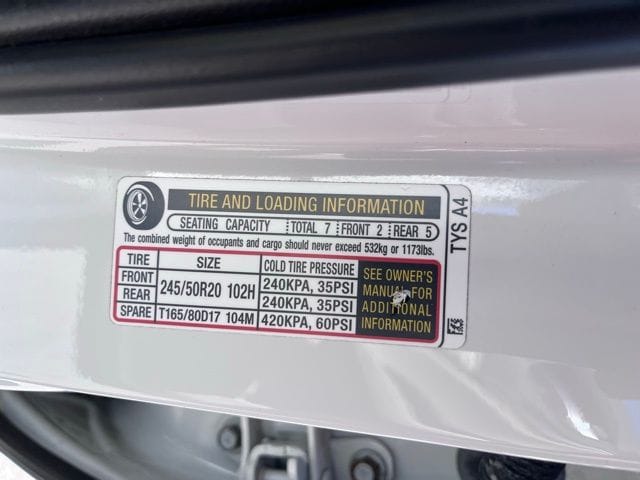 TIRE AND LOADING INFORMATION
SEATING CAPACITY TOTAL 7 FRONT 2 REAR 5
The combined weight of occupants and cargo should never exceed 532kg or 1173lbs.
TIRE SIZE COLD TIRE PRESSURE
FRONT 245/50R20 102H 240KPA, 35PSI
REAR 240KPA, 35PSI
SPARE T165/80D17 104M 420KPA, 60PSI
SEE OWNER'S
MANUAL FOR
ADDITIONAL
INFORMATION
TYS A4